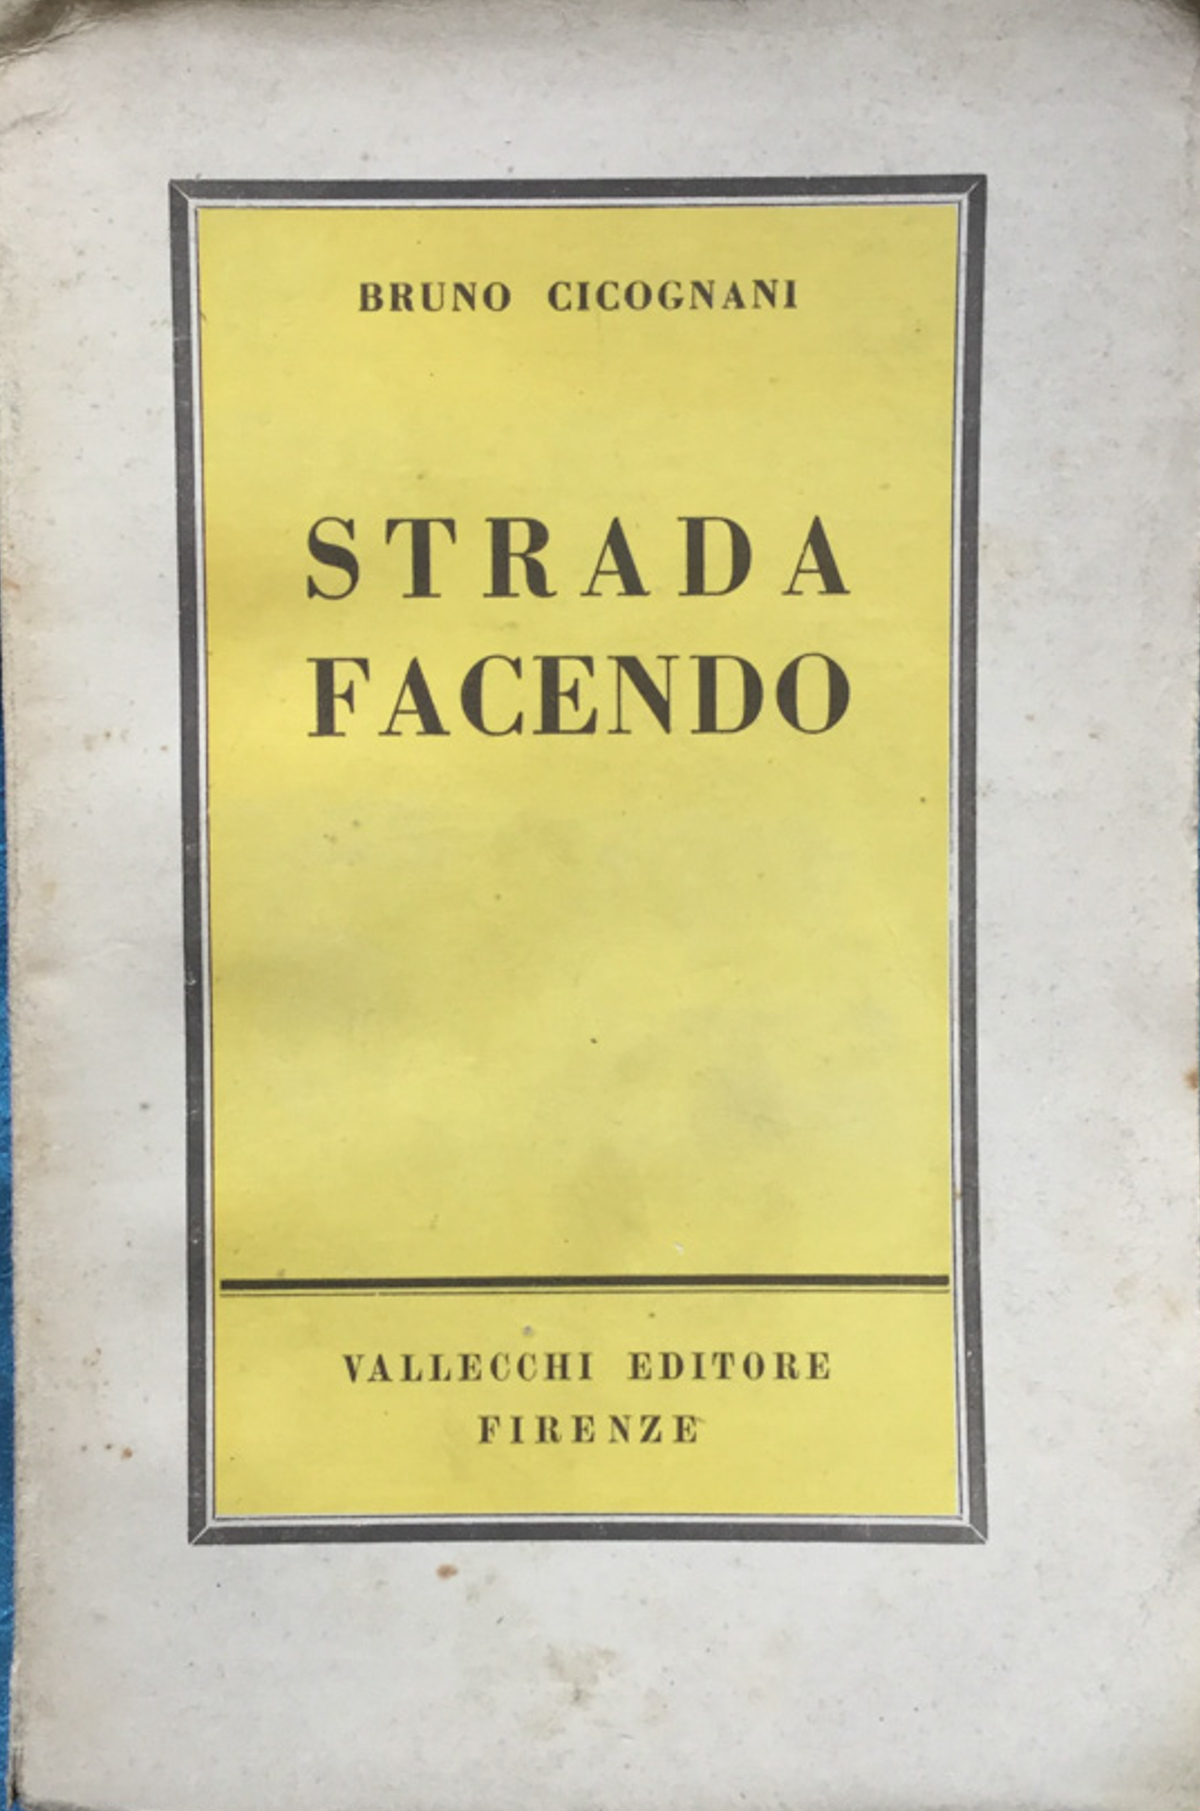 BRUNO CICOGNANI
STRADA
FACENDO
VALLECCHI EDITORE
FIRENZE